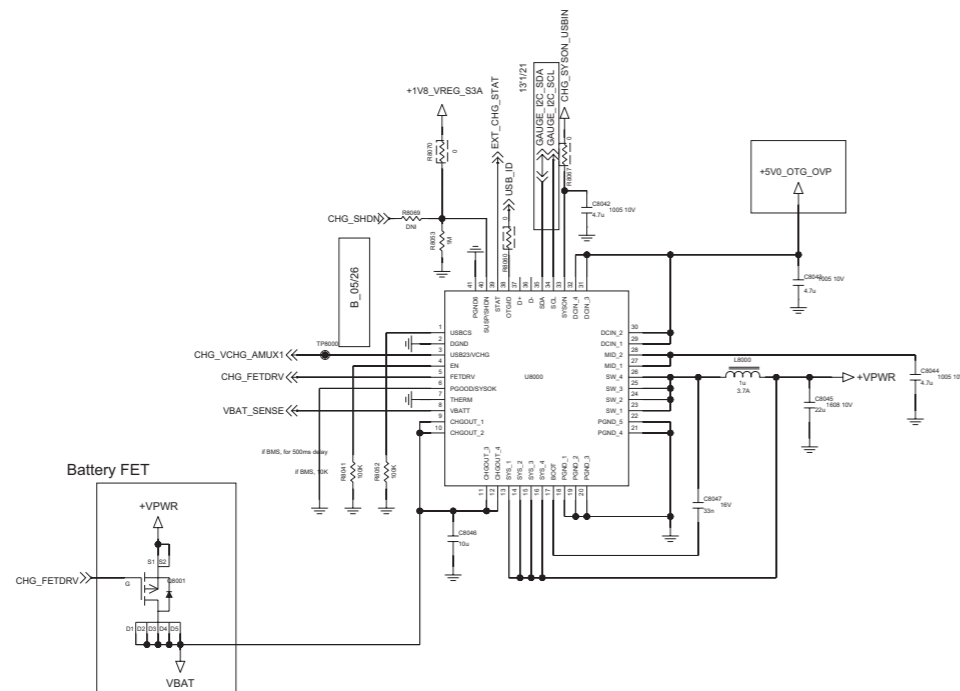 +1V8_VREG_S3A
EXT_CHG_STAT
USB_ID
13'1/21
GAUGE_I2C_SDA
GAUGE_I2C_SCL
CHG_SYSON_USBIN
+5V0_OTG_OVP
R8070
0
R8067
0
C8042
1005 10V
4.7u
CHG_SHDN
R8069
DNI
R8053
1M
R8060
0
1005 10V
4.7u
B_05/26
41
40
39
38
37
36
35
34
33
32
31
PGND6
SUSP/SHDN
STAT
OTG/ID
D+
D-
SDA
SCL
SYSON
DCIN_4
DCIN_3
1
USBCS
2
DGND
3
USB23/VCHG
4
EN
5
FETDRV
6
PGOOD/SYSOK
7
THERM
8
VBATT
9
CHGOUT_1
10
CHGOUT_2
U8000
DCIN_2
30
DCIN_1
29
MID_2
28
MID_1
27
SW_4
26
SW_3
25
SW_2
24
SW_1
23
PGND_5
22
PGND_4
21
CHGOUT_3
CHGOUT_4
SYS_1
SYS_2
SYS_3
SYS_4
BOOT
PGND_1
PGND_2
PGND_3
11
12
13
14
15
16
17
18
19
20
TP8000
CHG_VCHG_AMUX1
CHG_FETDRV
VBAT_SENSE
L8000
1u
3.7A
+VPWR
C8044
1005 10V
4.7u
C8045
1608 10V
22u
if BMS, for 500ms delay
if BMS, 10K
R8041
100K
R8052
100K
C8047
16V
33n
C8046
10u
Battery FET
+VPWR
S1
S2
CHG_FETDRV
G
Q8001
D1
D2
D3
D4
D5
VBAT